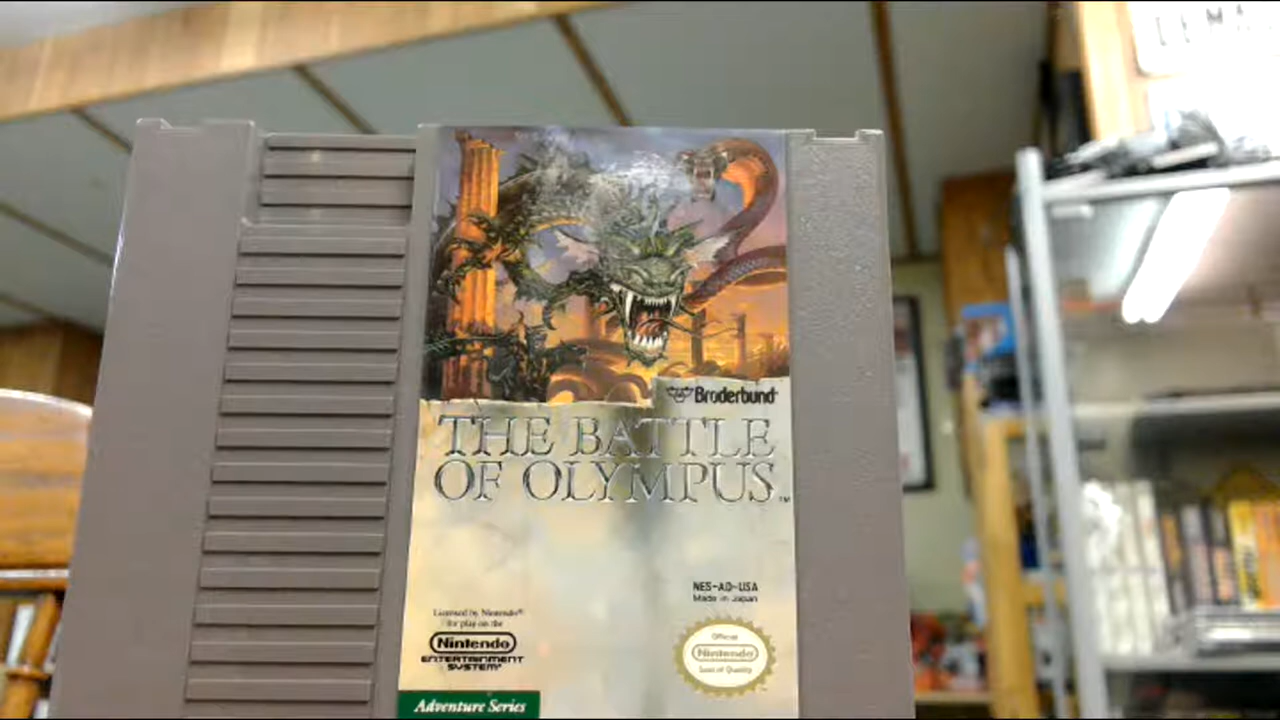 Broderbund
THE BATTLE
OF OLYMPUS™
NES-AO-USA
Made in Japan
Licensed by Nintendo®
for play on the
Nintendo
ENTERTAINMENT
SYSTEM®
Official
Nintendo
Seal of Quality
Adventure Series